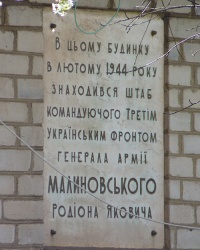 В ЦЬОМУ БУДИНКУ
В ЛЮТОМУ 1944 РОКУ
ЗНАХОДИВСЯ ШТАБ
КОМАНДУЮЧОГО ТРЕТІМ
УКРАЇНСЬКИМ ФРОНТОМ
ГЕНЕРАЛА АРМІЇ
МАЛИНОВСЬКОГО
РОДІОНА ЯКОВИЧА